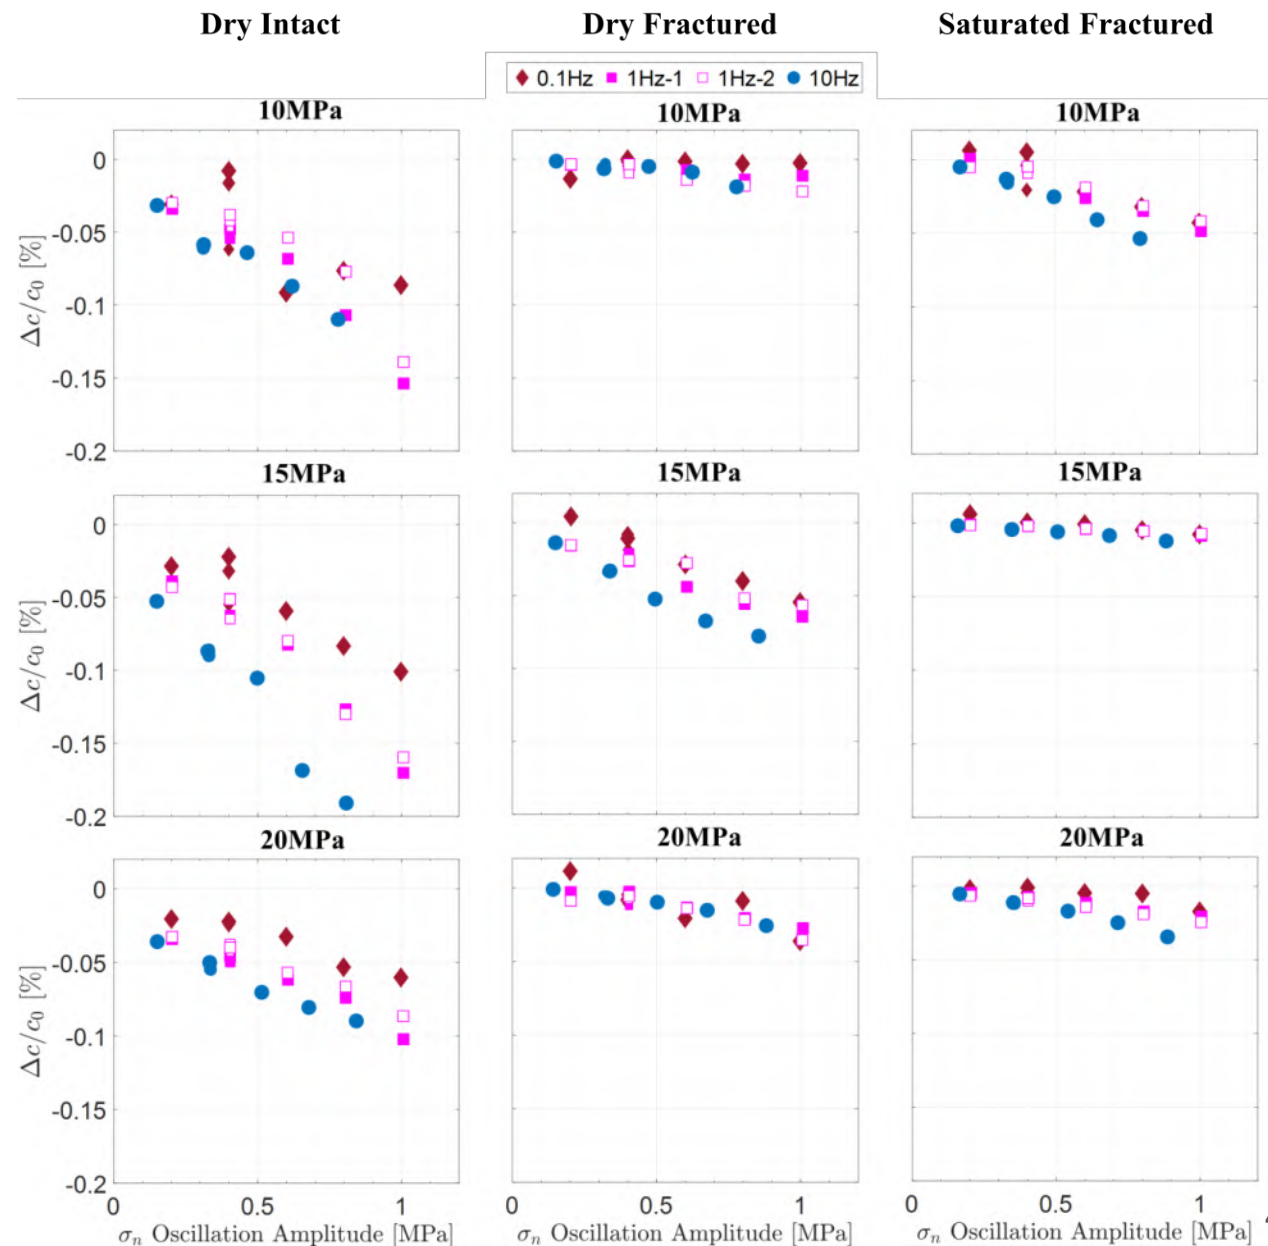 Dry Intact Dry Fractured Saturated Fractured
0.1Hz 1Hz-1 1Hz-2 10Hz
10MPa 10MPa 10MPa
0
-0.05
-0.1
-0.15
-0.2
Δc/c₀ [%]
15MPa 15MPa 15MPa
0
-0.05
-0.1
-0.15
-0.2
Δc/c₀ [%]
20MPa 20MPa 20MPa
0
-0.05
-0.1
-0.15
-0.2
Δc/c₀ [%]
0 0.5 1 0 0.5 1 0 0.5 1
σₙ Oscillation Amplitude [MPa] σₙ Oscillation Amplitude [MPa] σₙ Oscillation Amplitude [MPa]